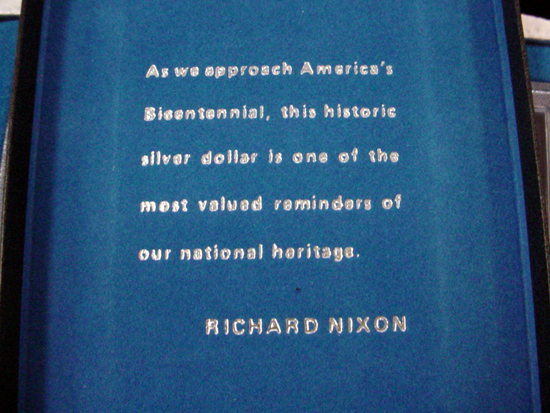 As we approach America's
Bisentennial, this historic
silver dollar is one of the
most valued reminders of
our national heritage.
RICHARD NIXON